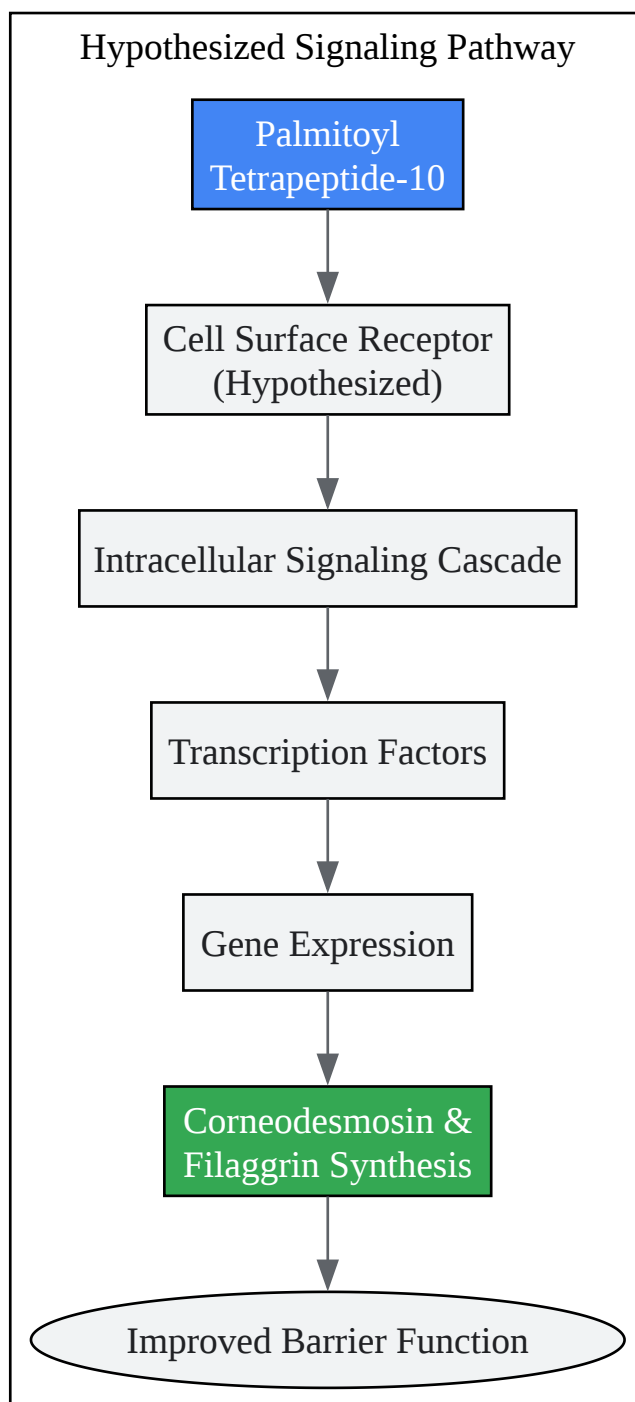 Hypothesized Signaling Pathway
Palmitoyl
Tetrapeptide-10
Cell Surface Receptor
(Hypothesized)
Intracellular Signaling Cascade
Transcription Factors
Gene Expression
Corneodesmosin &
Filaggrin Synthesis
Improved Barrier Function